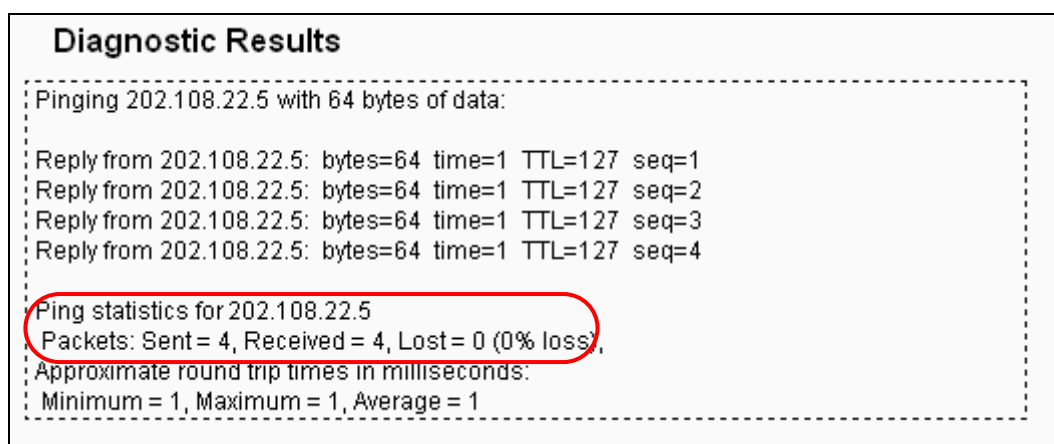 Diagnostic Results
Pinging 202.108.22.5 with 64 bytes of data:
Reply from 202.108.22.5: bytes=64 time=1 TTL=127 seq=1
Reply from 202.108.22.5: bytes=64 time=1 TTL=127 seq=2
Reply from 202.108.22.5: bytes=64 time=1 TTL=127 seq=3
Reply from 202.108.22.5: bytes=64 time=1 TTL=127 seq=4
Ping statistics for 202.108.22.5
Packets: Sent = 4, Received = 4, Lost = 0 (0% loss),
Approximate round trip times in milliseconds:
Minimum = 1, Maximum = 1, Average = 1